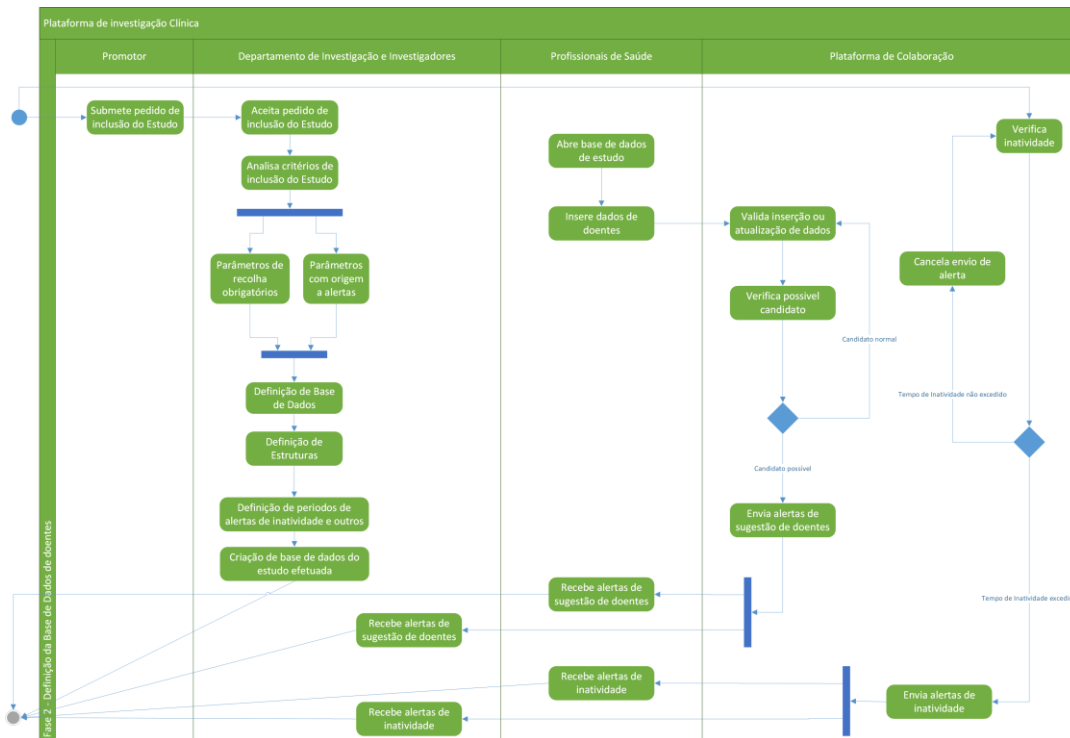 Plataforma de investigação Clínica
Promotor
Departamento de Investigação e Investigadores
Profissionais de Saúde
Plataforma de Colaboração
Fase 2 - Definição da Base de Dados de doentes
Submete pedido de
inclusão do Estudo
Aceita pedido de
inclusão do Estudo
Analisa critérios de
inclusão do Estudo
Parâmetros de
recolha
obrigatórios
Parâmetros
com origem
a alertas
Definição de Base
de Dados
Definição de
Estruturas
Definição de periodos de
alertas de inatividade e outros
Criação de base de dados do
estudo efetuada
Abre base de dados
de estudo
Insere dados de
doentes
Valida inserção ou
atualização de dados
Verifica possivel
candidato
Candidato normal
Candidato possível
Envia alertas de
sugestão de doentes
Verifica
inatividade
Cancela envio de
alerta
Tempo de Inatividade não excedido
Tempo de Inatividade excedi
Recebe alertas de
sugestão de doentes
Recebe alertas de
sugestão de doentes
Recebe alertas de
inatividade
Recebe alertas de
inatividade
Envia alertas de
inatividade